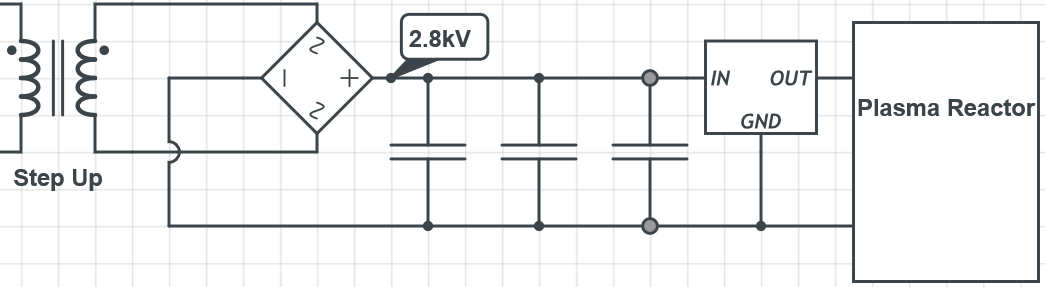 2.8kV
IN
OUT
GND
Plasma Reactor
Step Up